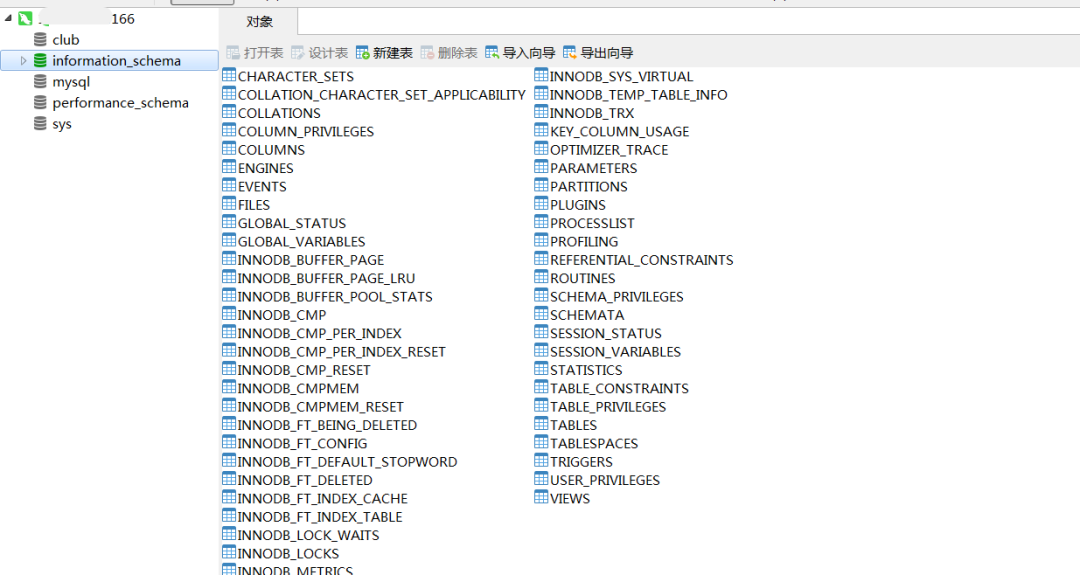 166
club
information_schema
mysql
performance_schema
sys
对象
打开表 设计表 新建表 删除表 导入向导 导出向导
CHARACTER_SETS
COLLATION_CHARACTER_SET_APPLICABILITY
COLLATIONS
COLUMN_PRIVILEGES
COLUMNS
ENGINES
EVENTS
FILES
GLOBAL_STATUS
GLOBAL_VARIABLES
INNODB_BUFFER_PAGE
INNODB_BUFFER_PAGE_LRU
INNODB_BUFFER_POOL_STATS
INNODB_CMP
INNODB_CMP_PER_INDEX
INNODB_CMP_PER_INDEX_RESET
INNODB_CMP_RESET
INNODB_CMPMEM
INNODB_CMPMEM_RESET
INNODB_FT_BEING_DELETED
INNODB_FT_CONFIG
INNODB_FT_DEFAULT_STOPWORD
INNODB_FT_DELETED
INNODB_FT_INDEX_CACHE
INNODB_FT_INDEX_TABLE
INNODB_LOCK_WAITS
INNODB_LOCKS
INNODB_METRICS
INNODB_SYS_VIRTUAL
INNODB_TEMP_TABLE_INFO
INNODB_TRX
KEY_COLUMN_USAGE
OPTIMIZER_TRACE
PARAMETERS
PARTITIONS
PLUGINS
PROCESSLIST
PROFILING
REFERENTIAL_CONSTRAINTS
ROUTINES
SCHEMA_PRIVILEGES
SCHEMATA
SESSION_STATUS
SESSION_VARIABLES
STATISTICS
TABLE_CONSTRAINTS
TABLE_PRIVILEGES
TABLES
TABLESPACES
TRIGGERS
USER_PRIVILEGES
VIEWS